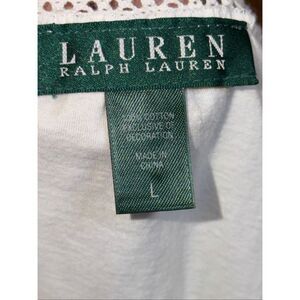 LAUREN
RALPH LAUREN
100% COTTON
EXCLUSIVE OF
DECORATION
MADE IN
CHINA
L